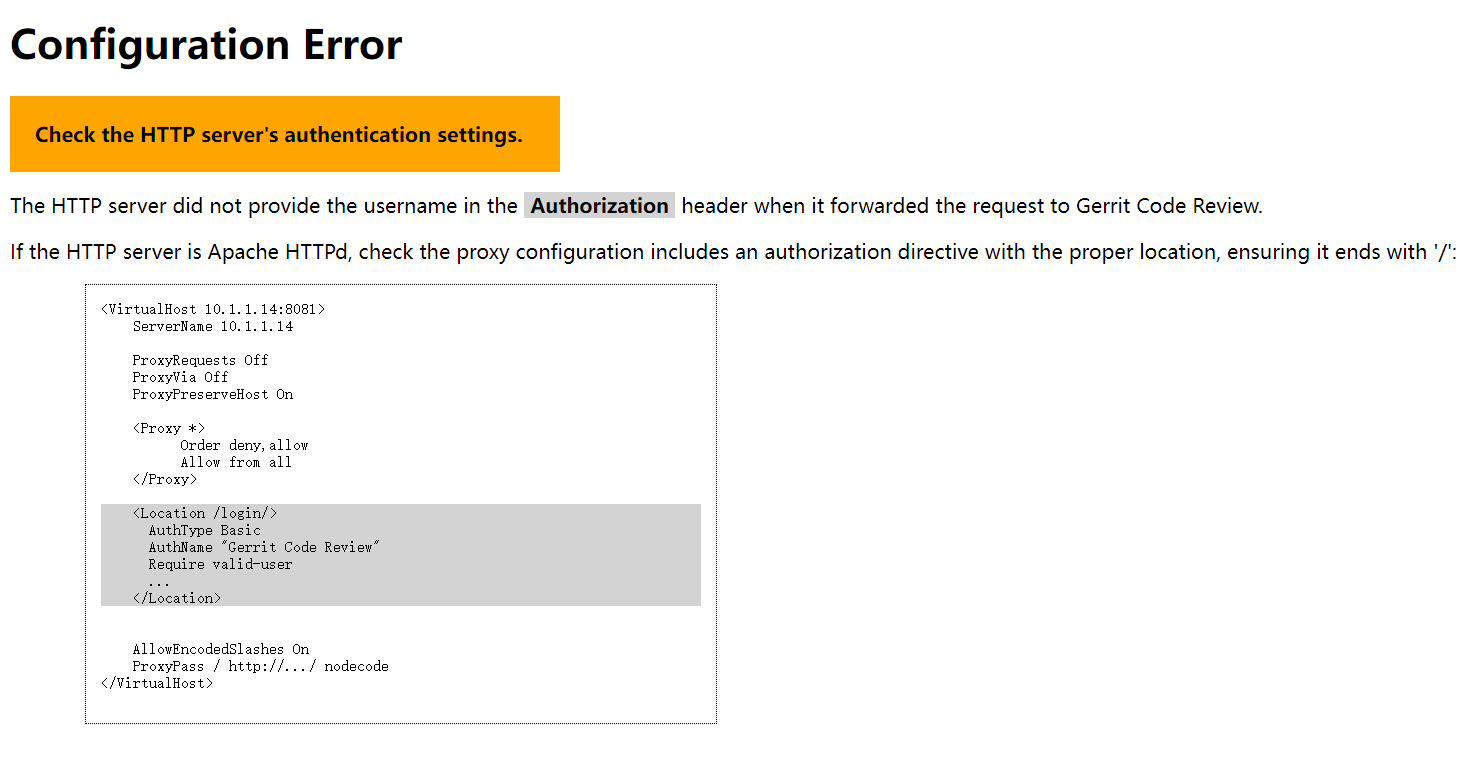 Configuration Error
Check the HTTP server's authentication settings.
The HTTP server did not provide the username in the Authorization header when it forwarded the request to Gerrit Code Review.
If the HTTP server is Apache HTTPd, check the proxy configuration includes an authorization directive with the proper location, ensuring it ends with '/':
<VirtualHost 10.1.1.14:8081>
ServerName 10.1.1.14
ProxyRequests Off
ProxyVia Off
ProxyPreserveHost On
<Proxy *>
Order deny,allow
Allow from all
</Proxy>
<Location /login/>
AuthType Basic
AuthName "Gerrit Code Review"
Require valid-user
...
</Location>
AllowEncodedSlashes On
ProxyPass / http://.../ nodecode
</VirtualHost>